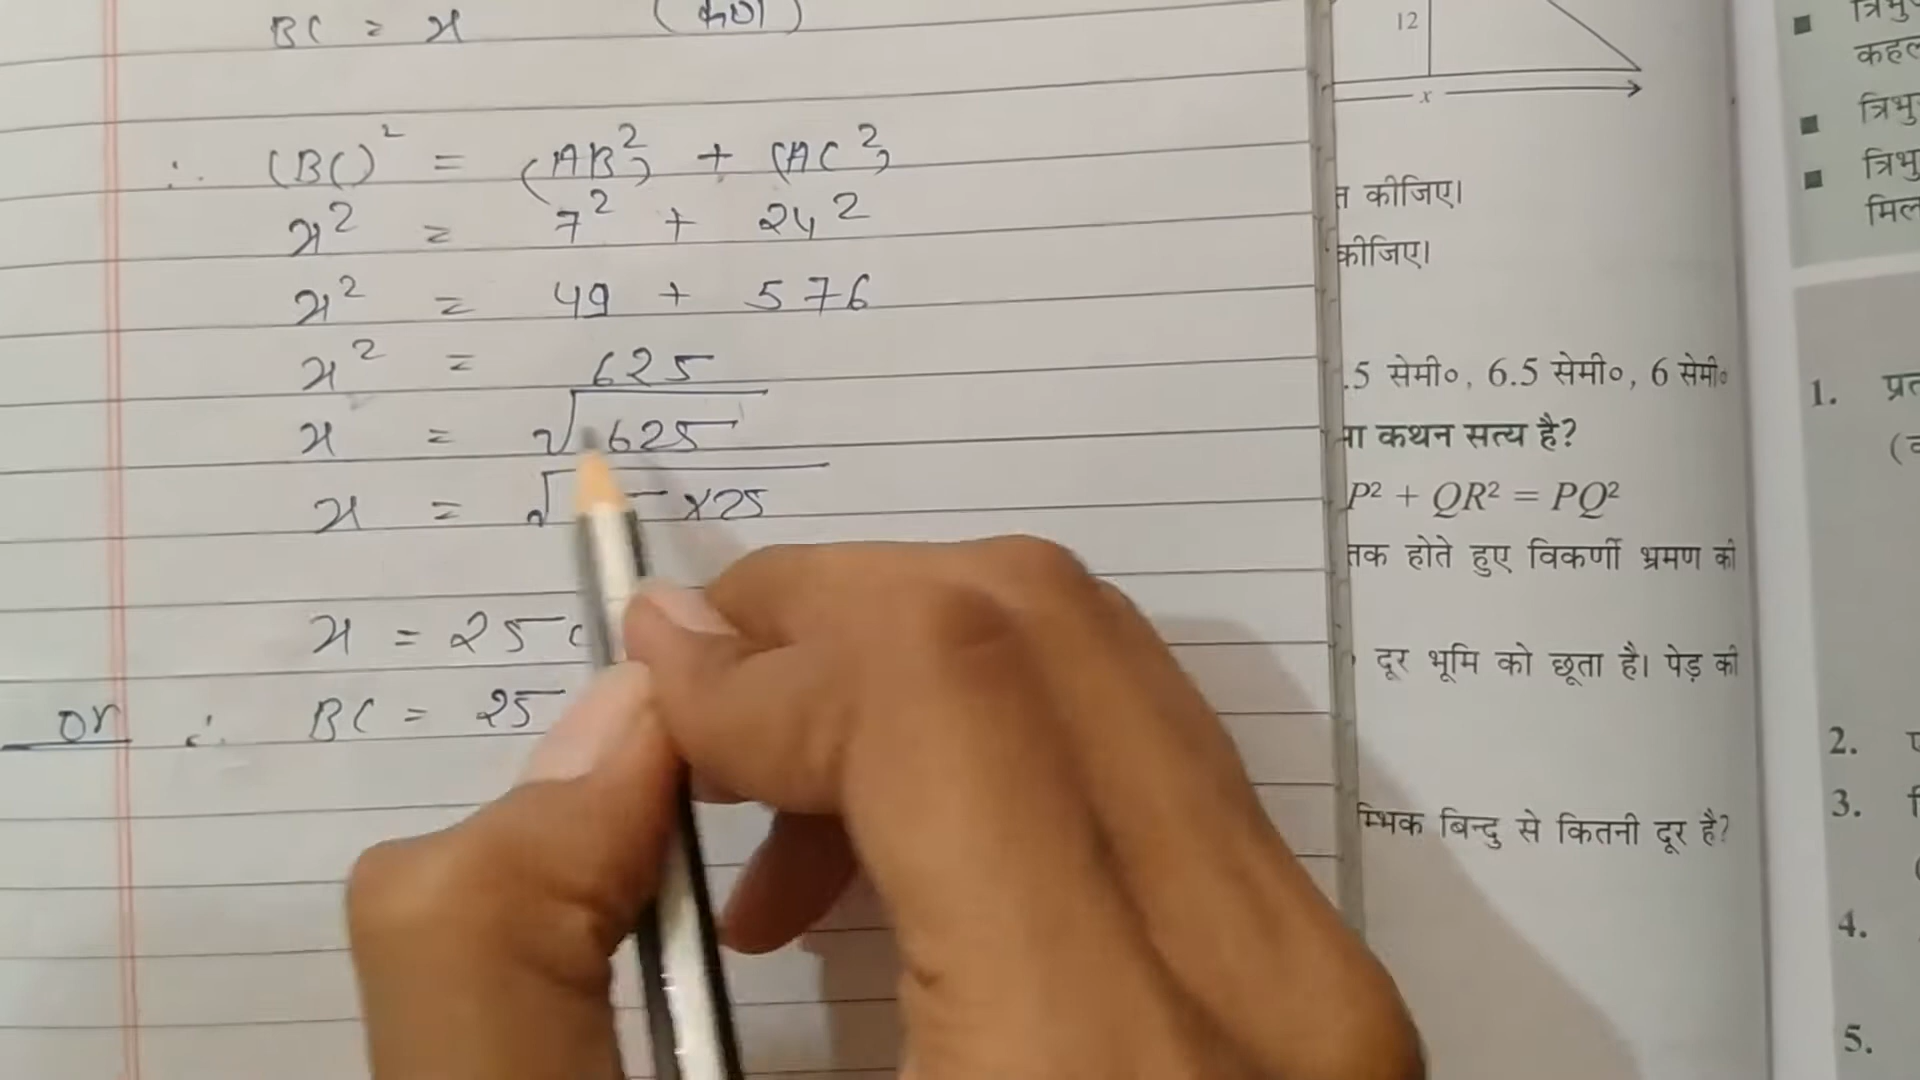 BC = x (कर्ण)
∴ (BC)² = (AB²) + (AC²)
x² = 7² + 24²
x² = 49 + 576
x² = 625
x = √625
x = √ ×25
x = 25
or ∴ BC = 25
12
x
कीजिए।
कीजिए।
.5 सेमी०, 6.5 सेमी०, 6 सेमी०
कथन सत्य है?
P² + QR² = PQ²
तक होते हुए विकर्णी भ्रमण की
दूर भूमि को छूता है। पेड़ की
बिन्दु से कितनी दूर है?
1.
2.
3.
4.
5.